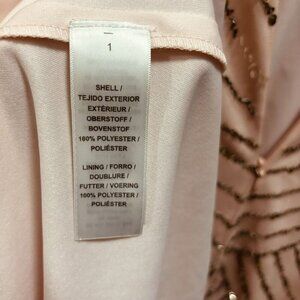 1
SHELL /
TEJIDO EXTERIOR
EXTÉRIEUR /
OBERSTOFF /
BOVENSTOF
100% POLYESTER /
POLIÉSTER
LINING / FORRO /
DOUBLURE /
FUTTER / VOERING
100% POLYESTER /
POLIÉSTER